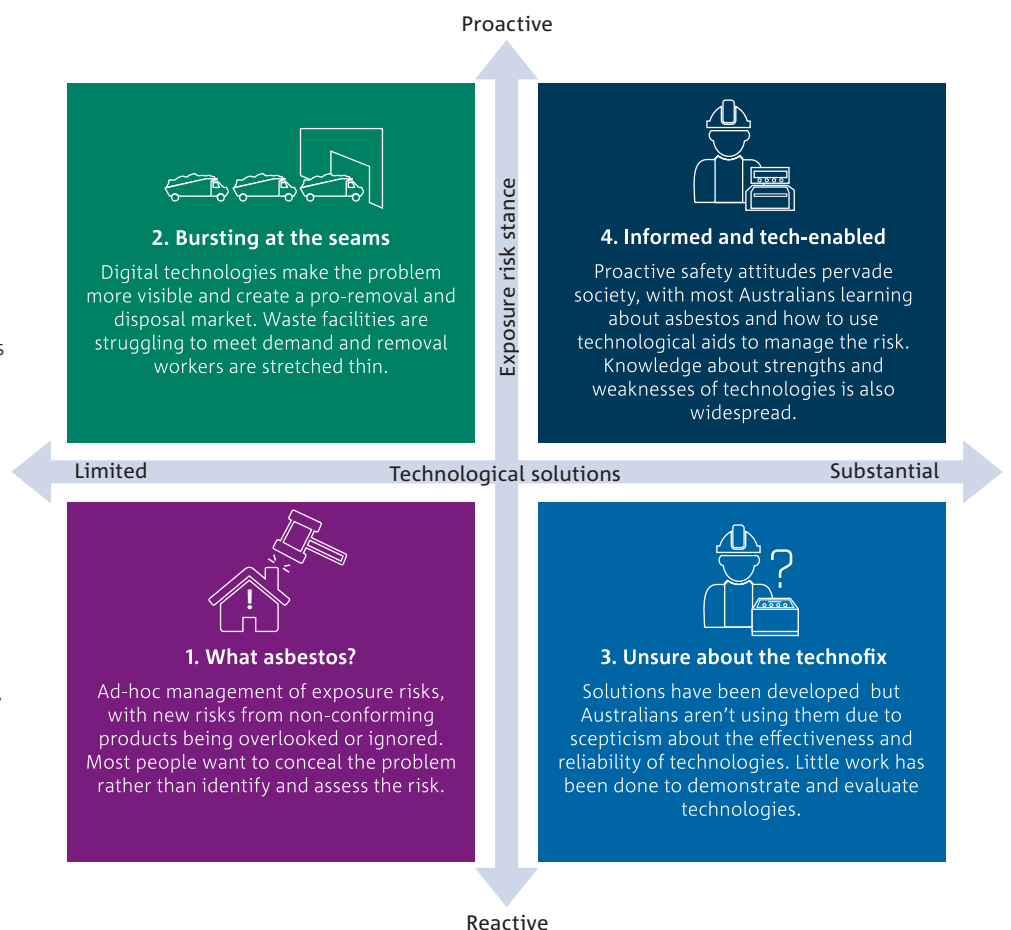 Proactive
2. Bursting at the seams
Digital technologies make the problem
more visible and create a pro-removal and
disposal market. Waste facilities are
struggling to meet demand and removal
workers are stretched thin.
Exposure risk stance
4. Informed and tech-enabled
Proactive safety attitudes pervade
society, with most Australians learning
about asbestos and how to use
technological aids to manage the risk.
Knowledge about strengths and
weaknesses of technologies is also
widespread.
s
Limited
Technological solutions
Substantial
!
1. What asbestos?
Ad-hoc management of exposure risks,
with new risks from non-conforming
products being overlooked or ignored.
Most people want to conceal the problem
rather than identify and assess the risk.
?
3. Unsure about the technofix
Solutions have been developed  but
Australians aren’t using them due to
scepticism about the effectiveness and
reliability of technologies. Little work has
been done to demonstrate and evaluate
technologies.
s
Reactive